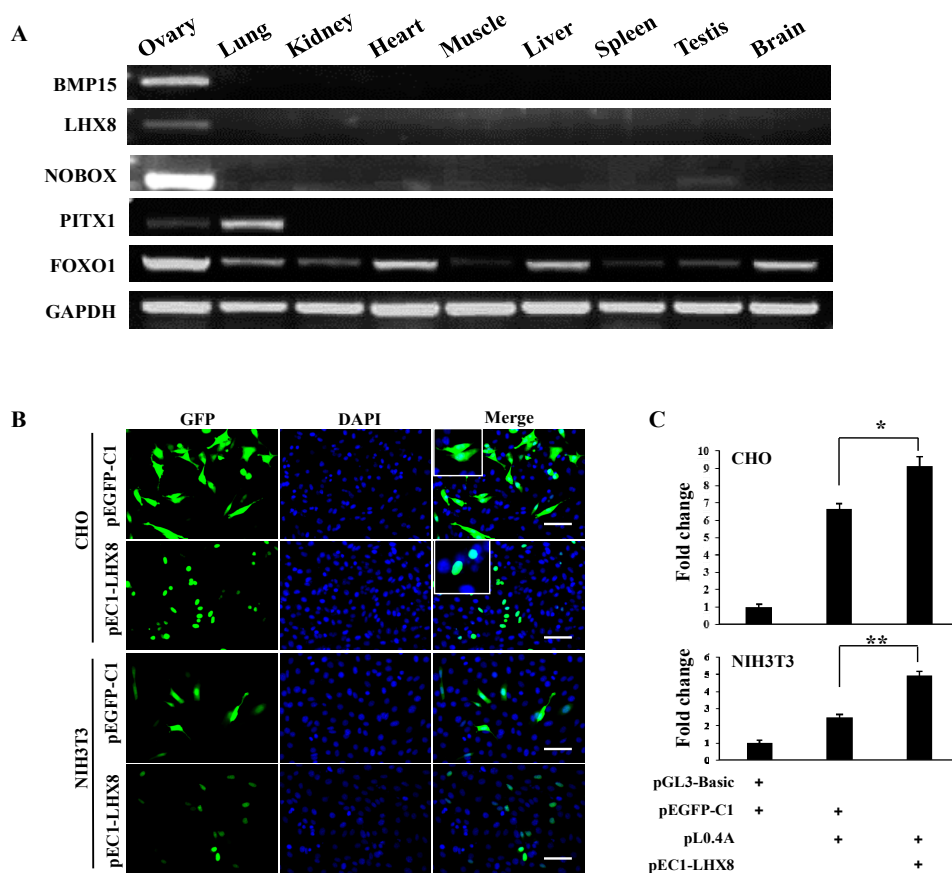 A
Ovary Lung Kidney Heart Muscle Liver Spleen Testis Brain
BMP15
LHX8
NOBOX
PITX1
FOXO1
GAPDH
B
GFP DAPI Merge
CHO
pEGFP-C1
pEC1-LHX8
NIH3T3
pEGFP-C1
pEC1-LHX8
C
*
CHO
Fold change
10
9
8
7
6
5
4
3
2
1
0
**
NIH3T3
Fold change
6
5
4
3
2
1
0
pGL3-Basic +
pEGFP-C1 + +
pL0.4A + +
pEC1-LHX8 +